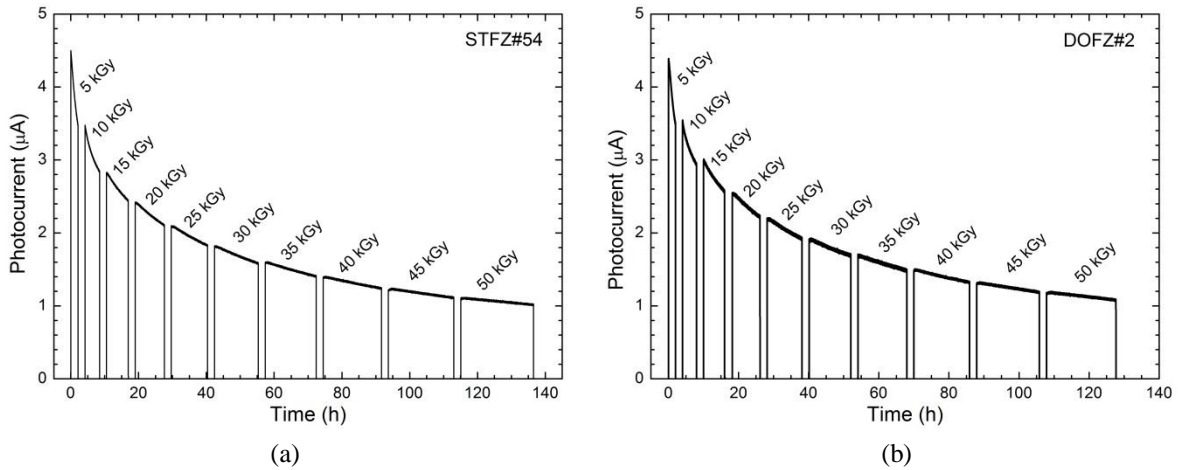 STFZ#54
Photocurrent (μA)
5
4
3
2
1
0
5 kGy
10 kGy
15 kGy
20 kGy
25 kGy
30 kGy
35 kGy
40 kGy
45 kGy
50 kGy
0 20 40 60 80 100 120 140
Time (h)
(a)
DOFZ#2
Photocurrent (μA)
5
4
3
2
1
0
5 kGy
10 kGy
15 kGy
20 kGy
25 kGy
30 kGy
35 kGy
40 kGy
45 kGy
50 kGy
0 20 40 60 80 100 120 140
Time (h)
(b)